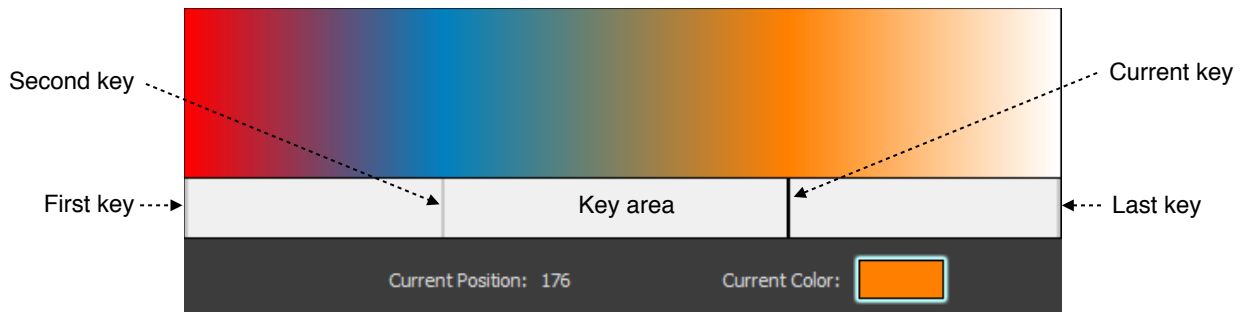 Second key
Current key
First key
Key area
Last key
Current Position: 176
Current Color: